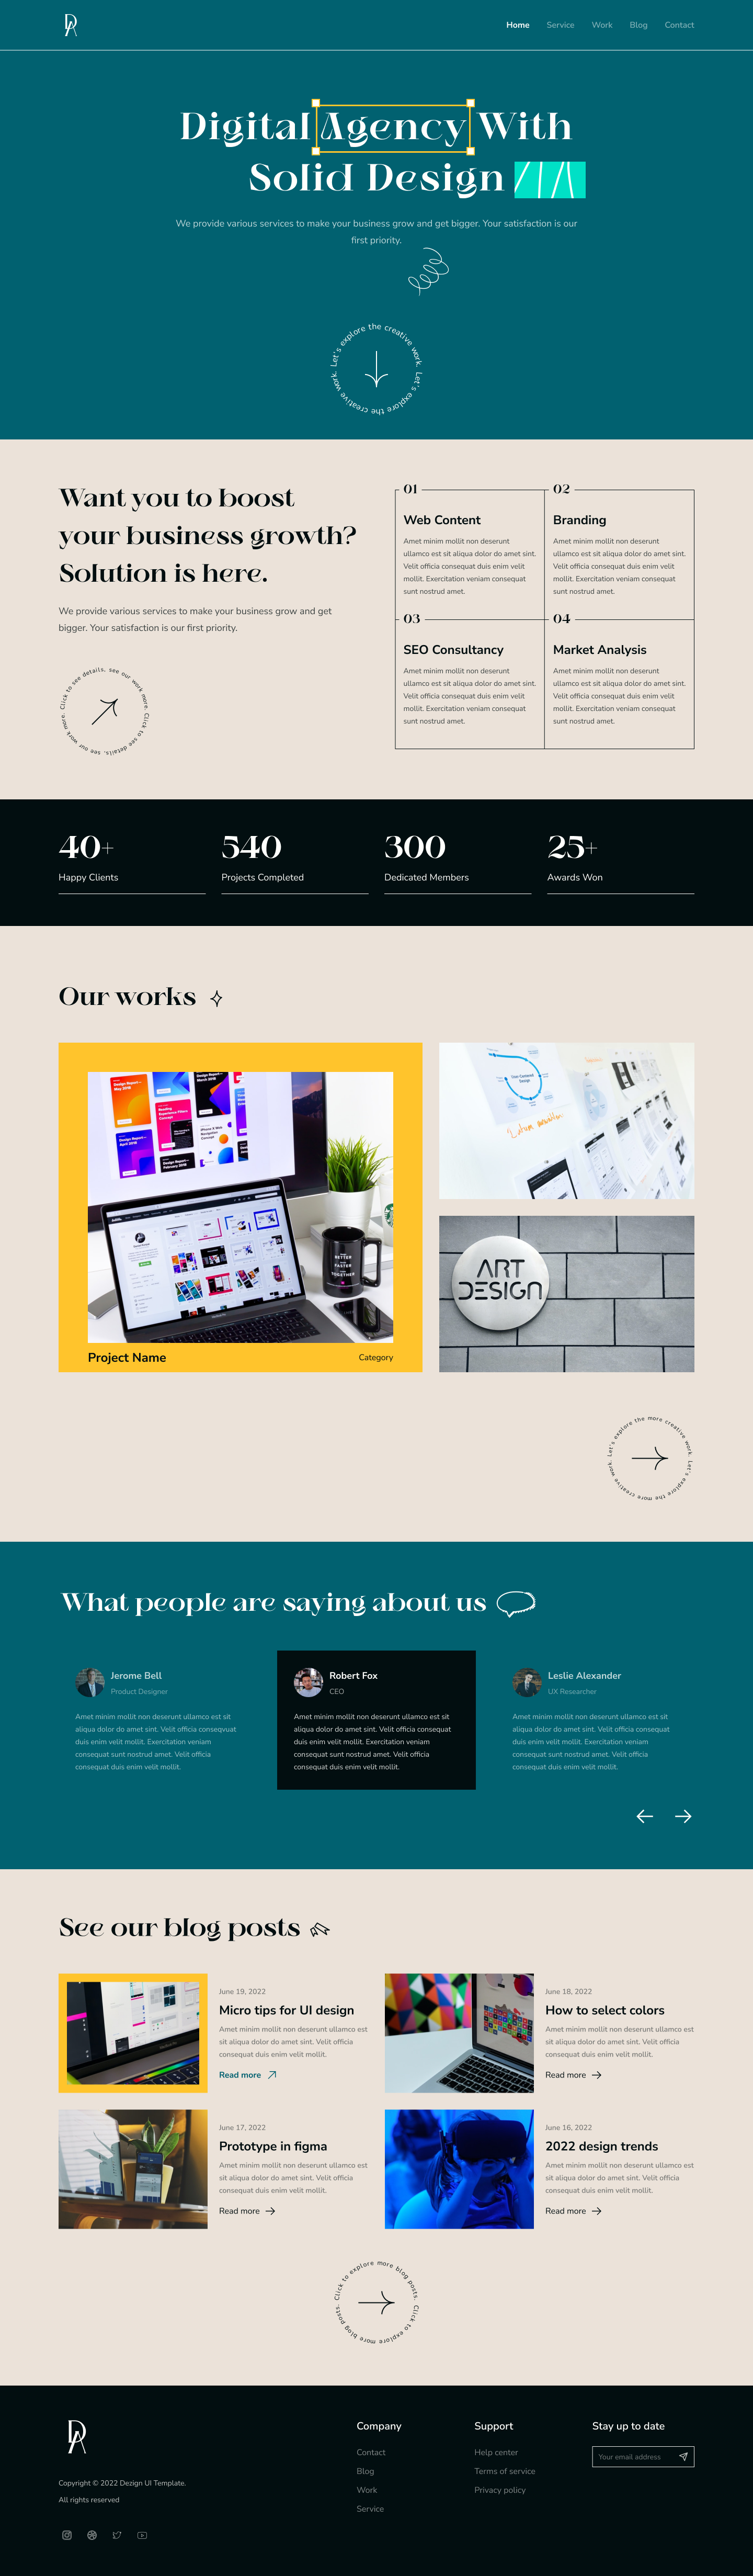 DA
Home Service Work Blog Contact
Digital Agency With
Solid Design
We provide various services to make your business grow and get bigger. Your satisfaction is our
first priority.
Let's explore the creative work. Let's explore the creative work.
Want you to boost
your business growth?
Solution is here.
We provide various services to make your business grow and get
bigger. Your satisfaction is our first priority.
Click to see details, see our work more. Click to see details, see our work more.
01
Web Content
Amet minim mollit non deserunt
ullamco est sit aliqua dolor do amet sint.
Velit officia consequat duis enim velit
mollit. Exercitation veniam consequat
sunt nostrud amet.
02
Branding
Amet minim mollit non deserunt
ullamco est sit aliqua dolor do amet sint.
Velit officia consequat duis enim velit
mollit. Exercitation veniam consequat
sunt nostrud amet.
03
SEO Consultancy
Amet minim mollit non deserunt
ullamco est sit aliqua dolor do amet sint.
Velit officia consequat duis enim velit
mollit. Exercitation veniam consequat
sunt nostrud amet.
04
Market Analysis
Amet minim mollit non deserunt
ullamco est sit aliqua dolor do amet sint.
Velit officia consequat duis enim velit
mollit. Exercitation veniam consequat
sunt nostrud amet.
40+
Happy Clients
540
Projects Completed
300
Dedicated Members
25+
Awards Won
Our works
Project Name
Category
User-Centered
Design
ART
DESIGN
Let's explore the more creative work. Let's explore the more creative work.
What people are saying about us
Jerome Bell
Product Designer
Amet minim mollit non deserunt ullamco est sit
aliqua dolor do amet sint. Velit officia conseqvuat
duis enim velit mollit. Exercitation veniam
consequat sunt nostrud amet. Velit officia
consequat duis enim velit mollit.
Robert Fox
CEO
Amet minim mollit non deserunt ullamco est sit
aliqua dolor do amet sint. Velit officia consequat
duis enim velit mollit. Exercitation veniam
consequat sunt nostrud amet. Velit officia
consequat duis enim velit mollit.
Leslie Alexander
UX Researcher
Amet minim mollit non deserunt ullamco est sit
aliqua dolor do amet sint. Velit officia consequat
duis enim velit mollit. Exercitation veniam
consequat sunt nostrud amet. Velit officia
consequat duis enim velit mollit.
See our blog posts
June 19, 2022
Micro tips for UI design
Amet minim mollit non deserunt ullamco est
sit aliqua dolor do amet sint. Velit officia
consequat duis enim velit mollit.
Read more
June 18, 2022
How to select colors
Amet minim mollit non deserunt ullamco est
sit aliqua dolor do amet sint. Velit officia
consequat duis enim velit mollit.
Read more
June 17, 2022
Prototype in figma
Amet minim mollit non deserunt ullamco est
sit aliqua dolor do amet sint. Velit officia
consequat duis enim velit mollit.
Read more
June 16, 2022
2022 design trends
Amet minim mollit non deserunt ullamco est
sit aliqua dolor do amet sint. Velit officia
consequat duis enim velit mollit.
Read more
Click to explore more blog posts. Click to explore more blog posts.
DA
Copyright © 2022 Dezign UI Template.
All rights reserved
Company
Contact
Blog
Work
Service
Support
Help center
Terms of service
Privacy policy
Stay up to date
Your email address